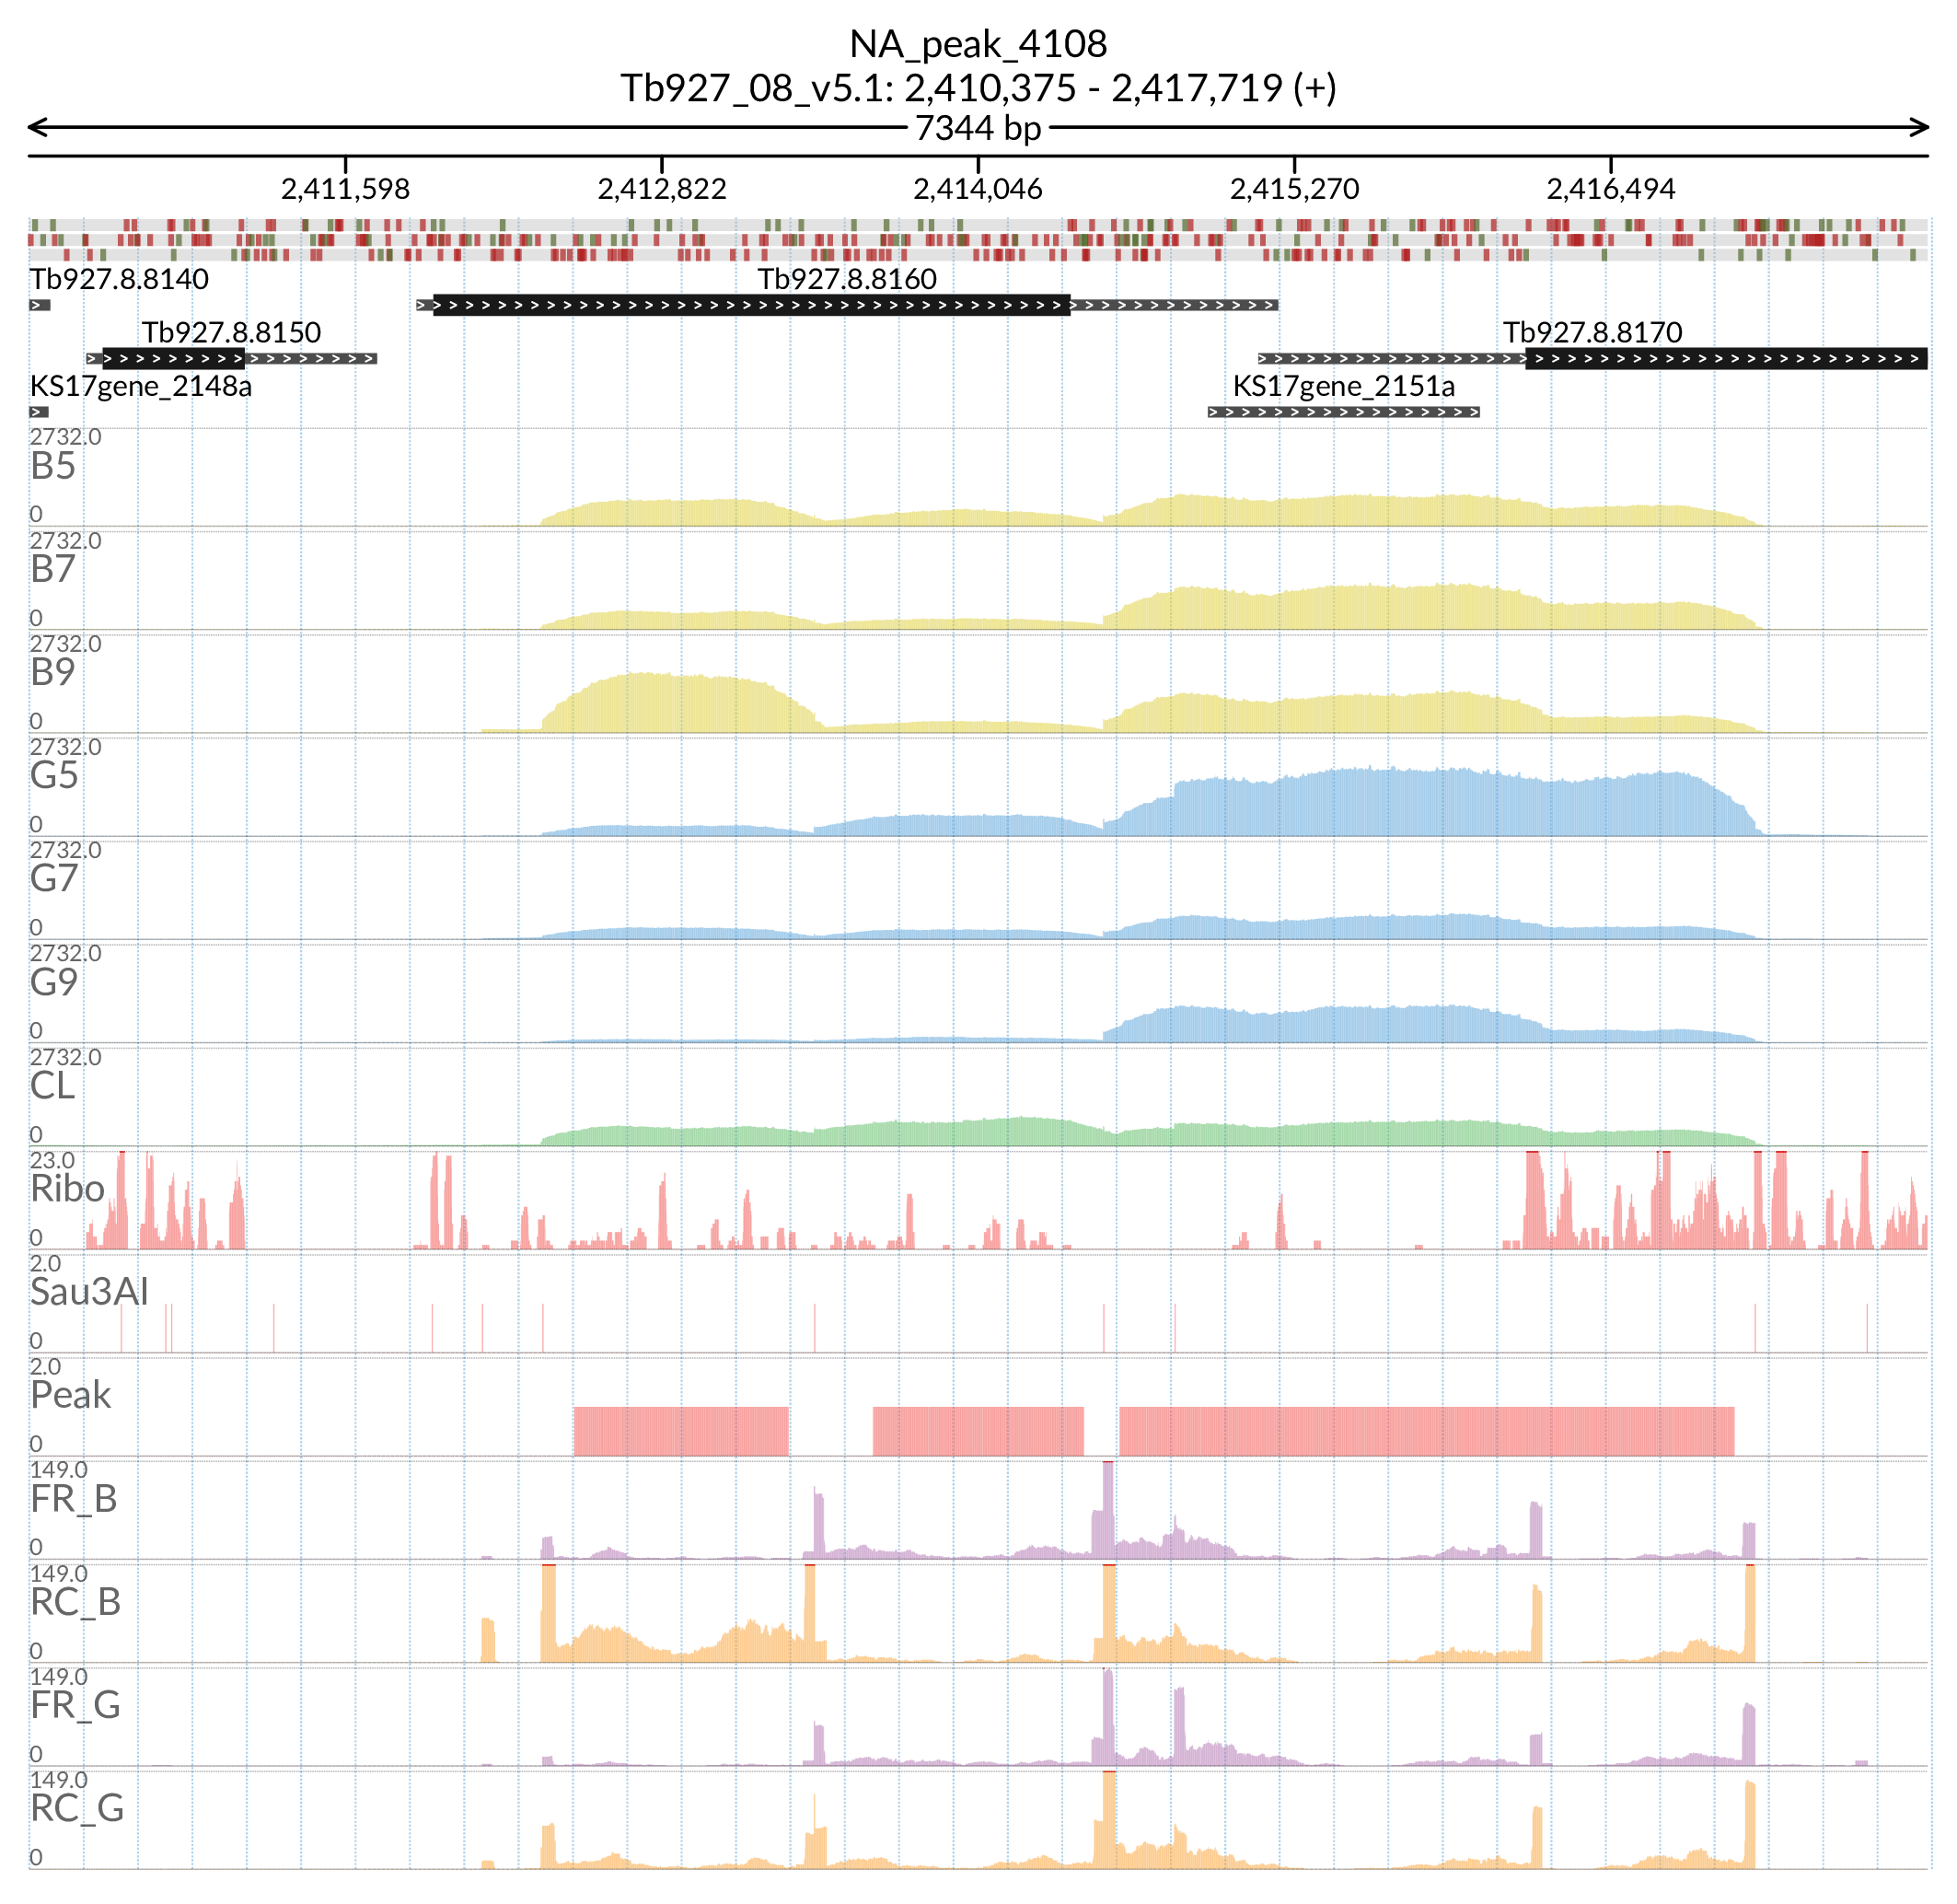 NA_peak_4108
Tb927_08_v5.1: 2,410,375 - 2,417,719 (+)
7344 bp
2,411,598 2,412,822 2,414,046 2,415,270 2,416,494
Tb927.8.8140 Tb927.8.8160
Tb927.8.8150 Tb927.8.8170
KS17gene_2148a KS17gene_2151a
2732.0
B5
0
2732.0
B7
0
2732.0
B9
0
2732.0
G5
0
2732.0
G7
0
2732.0
G9
0
2732.0
CL
0
23.0
Ribo
0
2.0
Sau3AI
0
2.0
Peak
0
149.0
FR_B
0
149.0
RC_B
0
149.0
FR_G
0
149.0
RC_G
0